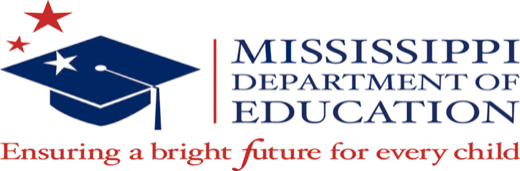 MISSISSIPPI
DEPARTMENT OF
EDUCATION
Ensuring a bright future for every child